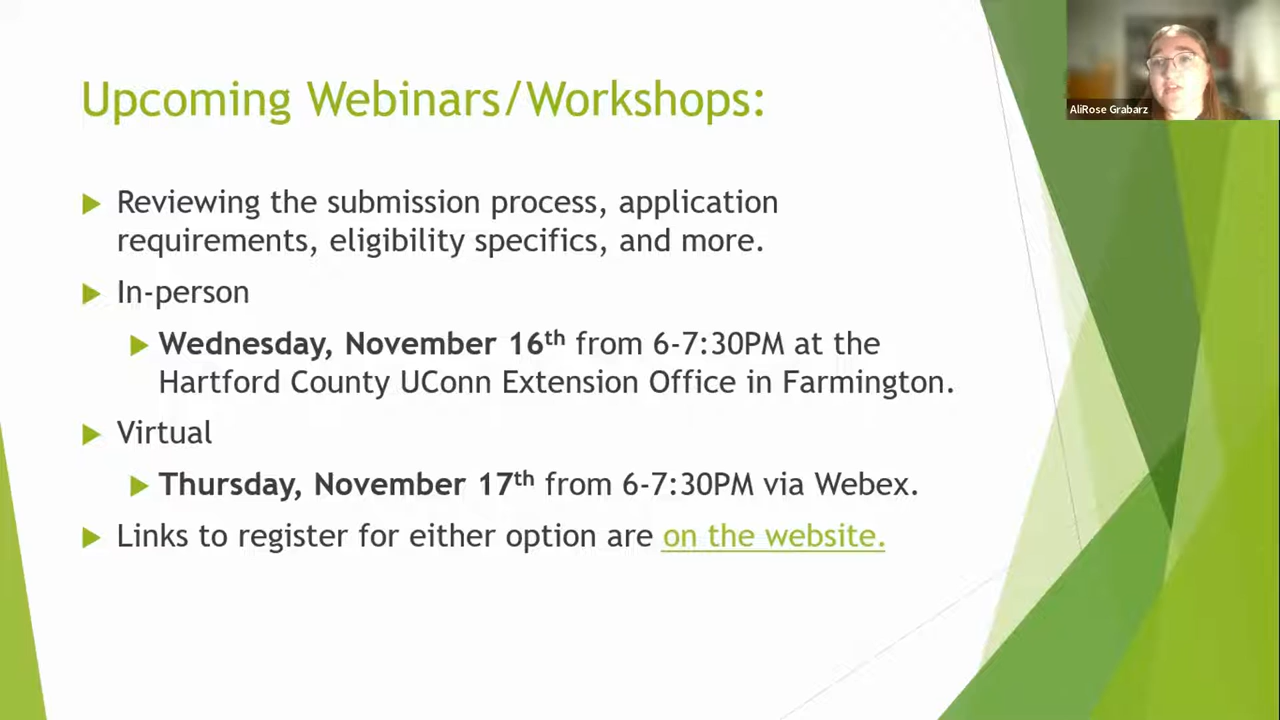 Upcoming Webinars/Workshops:
AliRose Grabarz
Reviewing the submission process, application
requirements, eligibility specifics, and more.
In-person
Wednesday, November 16th from 6-7:30PM at the
Hartford County UConn Extension Office in Farmington.
Virtual
Thursday, November 17th from 6-7:30PM via Webex.
Links to register for either option are on the website.